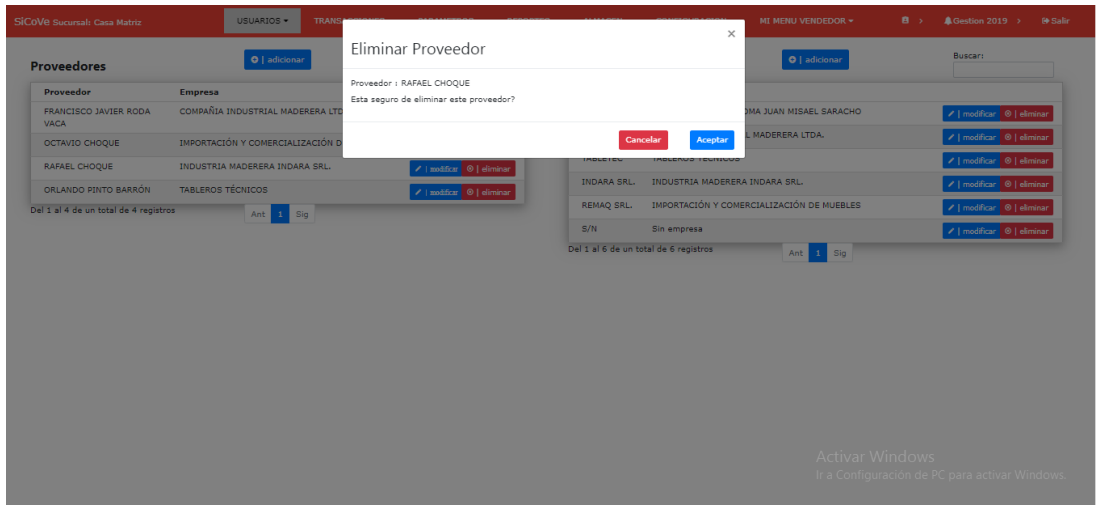 SiCoVe Sucursal: Casa Matriz
USUARIOS
MI MENU VENDEDOR
Gestion 2019
Salir
Eliminar Proveedor
×
Proveedor : RAFAEL CHOQUE
Esta seguro de eliminar este proveedor?
Cancelar
Aceptar
Proveedores
| adicionar
Proveedor Empresa
FRANCISCO JAVIER RODA VACA COMPAÑIA INDUSTRIAL MADERERA LTD
OCTAVIO CHOQUE IMPORTACIÓN Y COMERCIALIZACIÓN D
RAFAEL CHOQUE INDUSTRIA MADERERA INDARA SRL. | modificar | eliminar
ORLANDO PINTO BARRÓN TABLEROS TÉCNICOS | modificar | eliminar
Del 1 al 4 de un total de 4 registros
Ant 1 Sig
| adicionar
Buscar:
OMA JUAN MISAEL SARACHO | modificar | eliminar
L MADERERA LTDA. | modificar | eliminar
TABLETEC TABLEROS TÉCNICOS | modificar | eliminar
INDARA SRL. INDUSTRIA MADERERA INDARA SRL. | modificar | eliminar
REMAQ SRL. IMPORTACIÓN Y COMERCIALIZACIÓN DE MUEBLES | modificar | eliminar
S/N Sin empresa | modificar | eliminar
Del 1 al 6 de un total de 6 registros
Ant 1 Sig
Activar Windows
Ir a Configuración de PC para activar Windows.